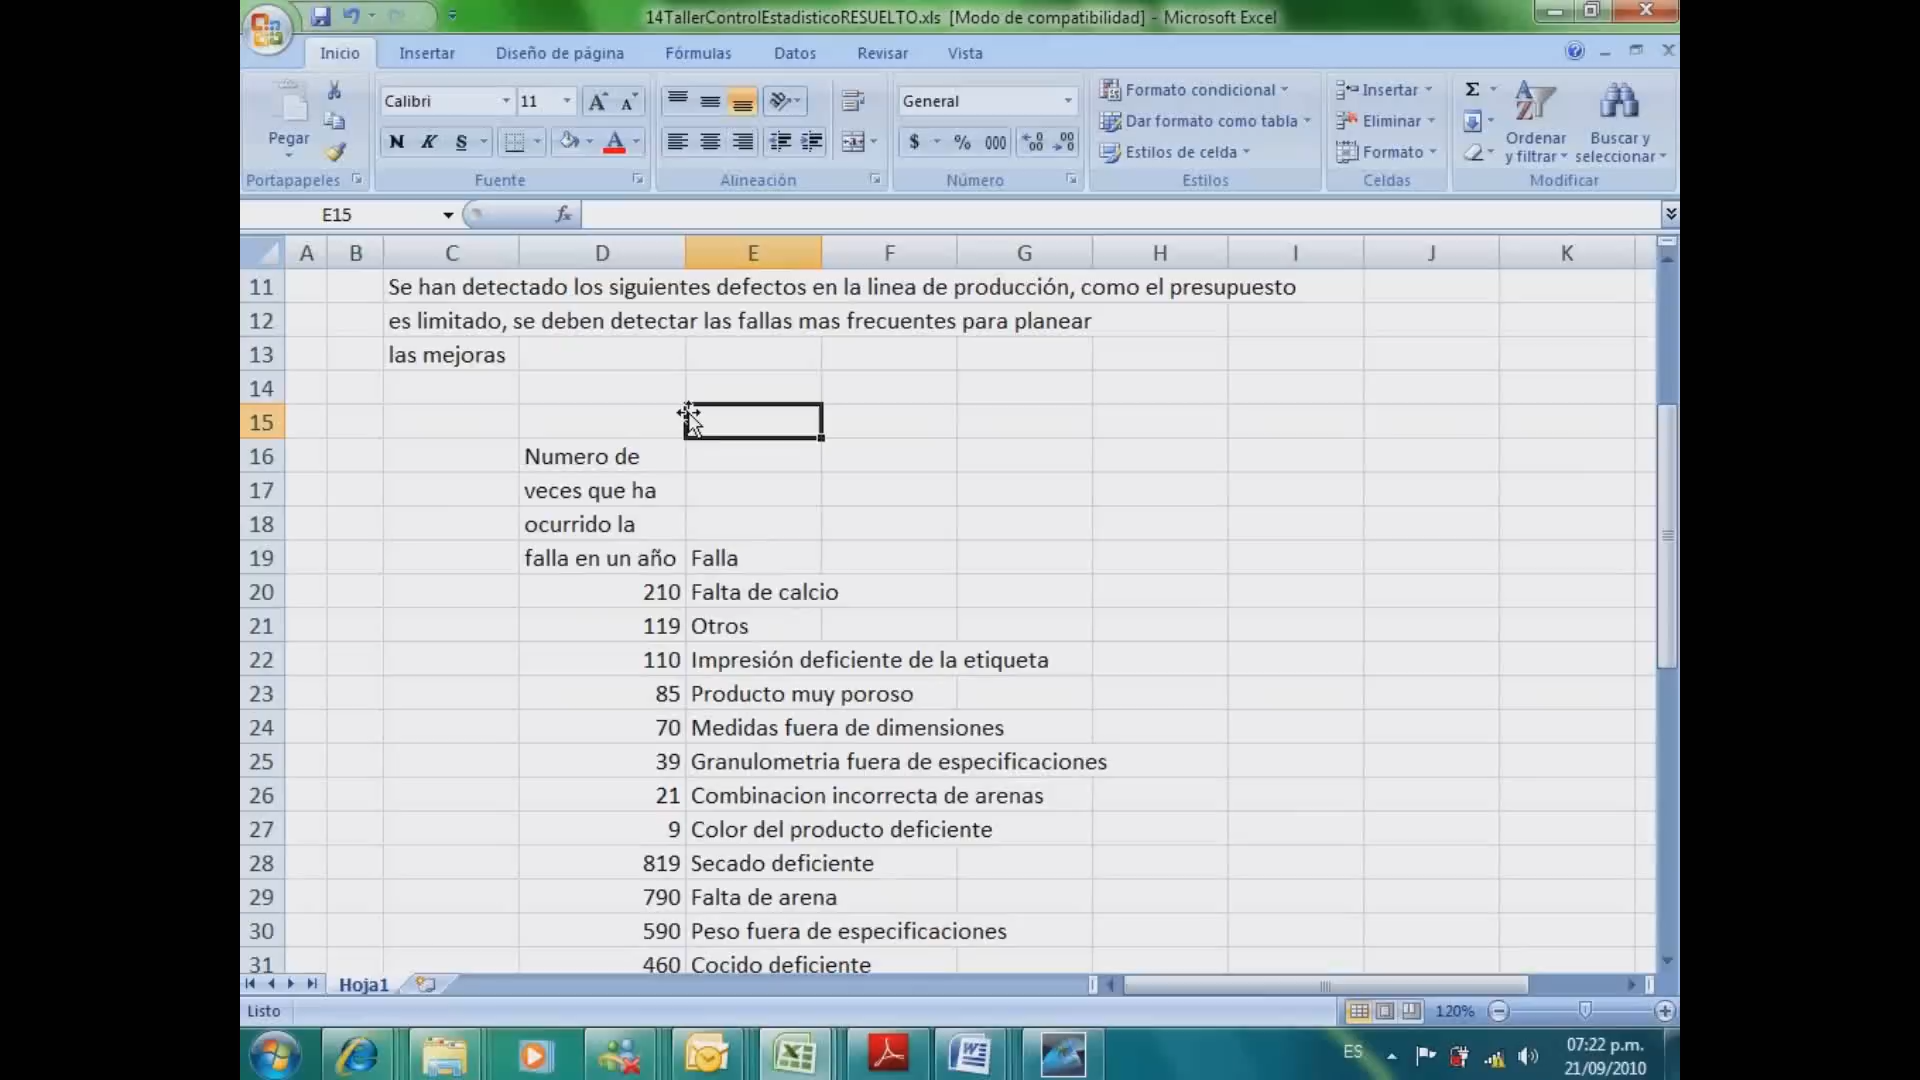 14TallerControlEstadisticoRESUELTO.xls [Modo de compatibilidad] - Microsoft Excel
Inicio Insertar Diseño de página Fórmulas Datos Revisar Vista
Calibri 11 General
Pegar
N K S
$ % 000
Formato condicional
Dar formato como tabla
Estilos de celda
Insertar
Eliminar
Formato
Σ
Ordenar y filtrar
Buscar y seleccionar
Portapapeles Fuente Alineación Número Estilos Celdas Modificar
E15 fx
A B C D E F G H I J K
11 Se han detectado los siguientes defectos en la linea de producción, como el presupuesto
12 es limitado, se deben detectar las fallas mas frecuentes para planear
13 las mejoras
14
15
16 Numero de
17 veces que ha
18 ocurrido la
19 falla en un año Falla
20 210 Falta de calcio
21 119 Otros
22 110 Impresión deficiente de la etiqueta
23 85 Producto muy poroso
24 70 Medidas fuera de dimensiones
25 39 Granulometria fuera de especificaciones
26 21 Combinacion incorrecta de arenas
27 9 Color del producto deficiente
28 819 Secado deficiente
29 790 Falta de arena
30 590 Peso fuera de especificaciones
31 460 Cocido deficiente
Hoja1
Listo 120%
ES 07:22 p.m.
21/09/2010